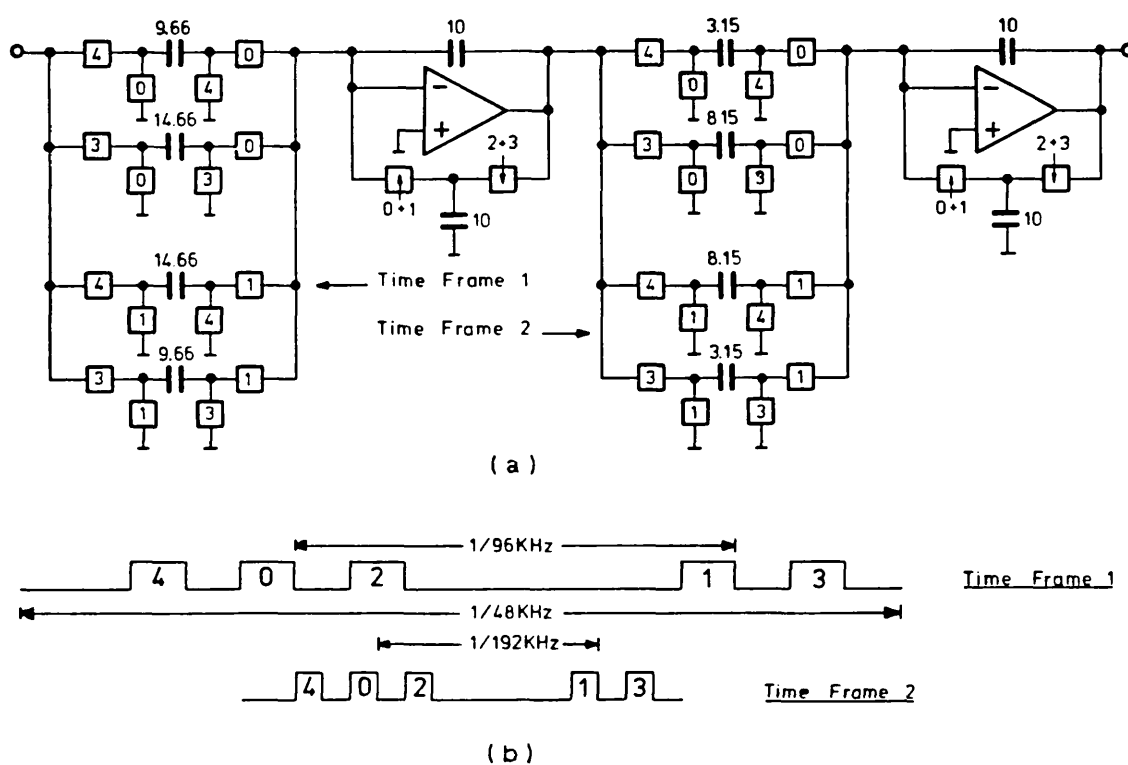 9.66 10 3.15 10
4 0 4 0
0 4 0 4
14.66 − 8.15 −
3 0 + 2+3 3 0 + 2+3
0 3 0 3
0+1 10 0+1 10
14.66 8.15
4 1 Time Frame 1 4 1
1 4 Time Frame 2 1 4
9.66 3.15
3 1 3 1
1 3 1 3
(a)
1/96KHz
4 0 2 1 3 Time Frame 1
1/48KHz
1/192KHz
4 0 2 1 3 Time Frame 2
(b)